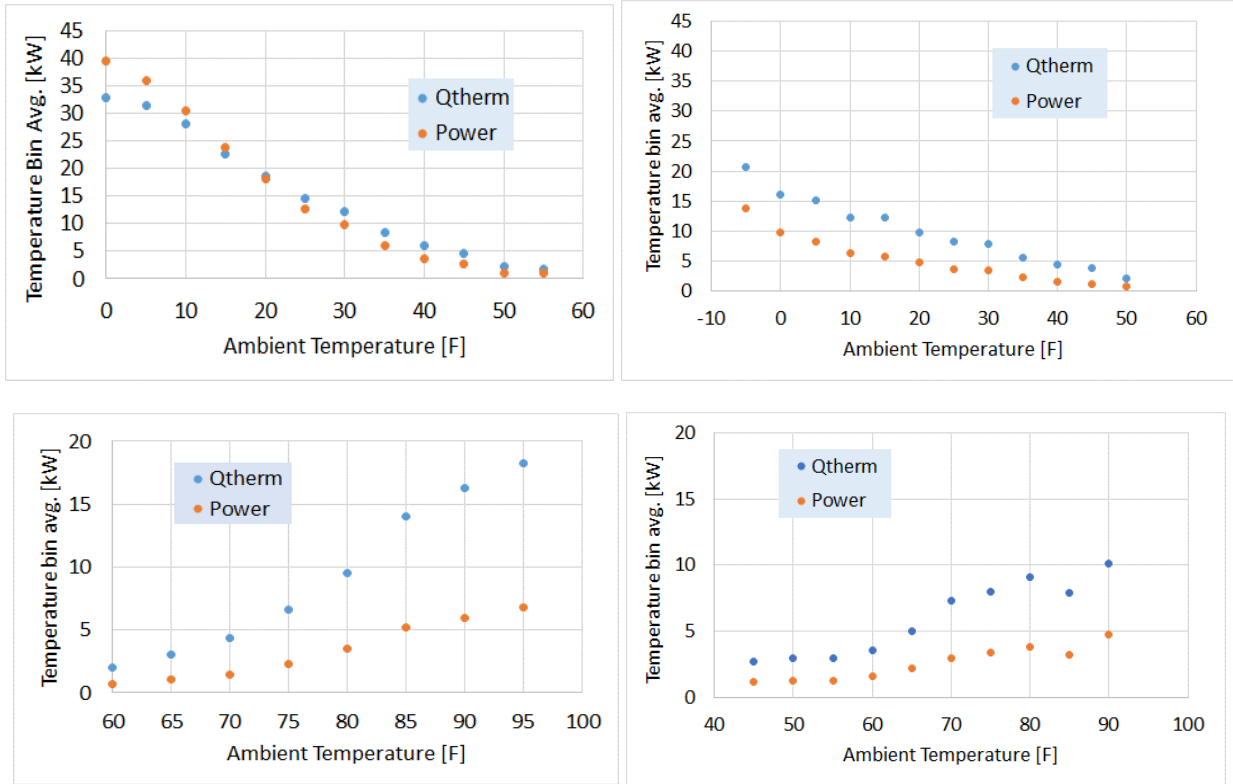 Temperature Bin Avg. [kW]
45
40
35
30
25
20
15
10
5
0
Qtherm
Power
0 10 20 30 40 50 60
Ambient Temperature [F]
Temperature bin avg. [kW]
45
40
35
30
25
20
15
10
5
0
Qtherm
Power
-10 0 10 20 30 40 50 60
Ambient Temperature [F]
Temperature bin avg. [kW]
20
15
10
5
0
Qtherm
Power
60 65 70 75 80 85 90 95 100
Ambient Temperature [F]
Temperature bin avg. [kW]
20
15
10
5
0
Qtherm
Power
40 50 60 70 80 90 100
Ambient Temperature [F]